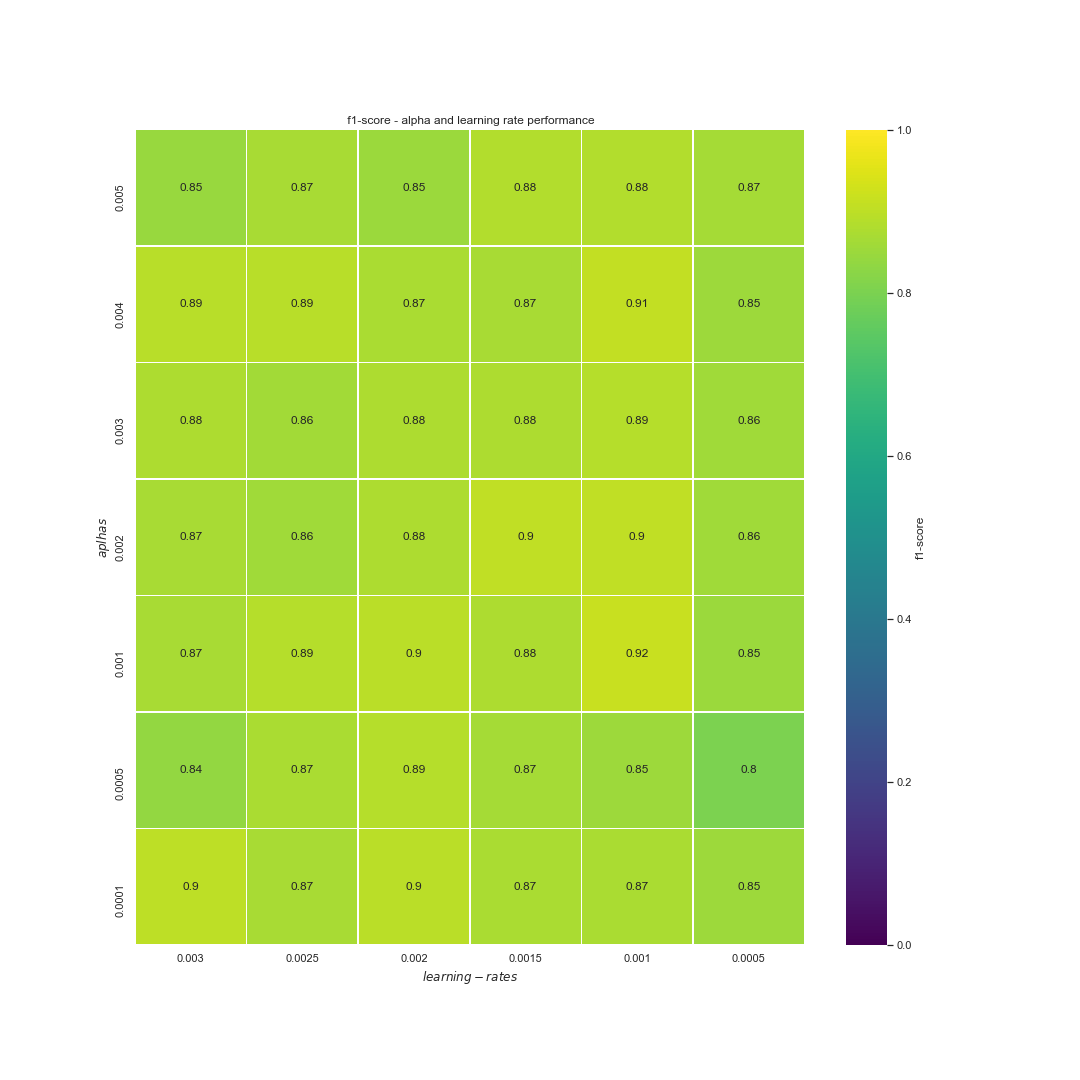 f1-score - alpha and learning rate performance
0.005 0.85 0.87 0.85 0.88 0.88 0.87
0.004 0.89 0.89 0.87 0.87 0.91 0.85
0.003 0.88 0.86 0.88 0.88 0.89 0.86
0.002 0.87 0.86 0.88 0.9 0.9 0.86
0.001 0.87 0.89 0.9 0.88 0.92 0.85
0.0005 0.84 0.87 0.89 0.87 0.85 0.8
0.0001 0.9 0.87 0.9 0.87 0.87 0.85
0.003 0.0025 0.002 0.0015 0.001 0.0005
learning − rates
aplhas
1.0
0.8
0.6
0.4
0.2
0.0
f1-score